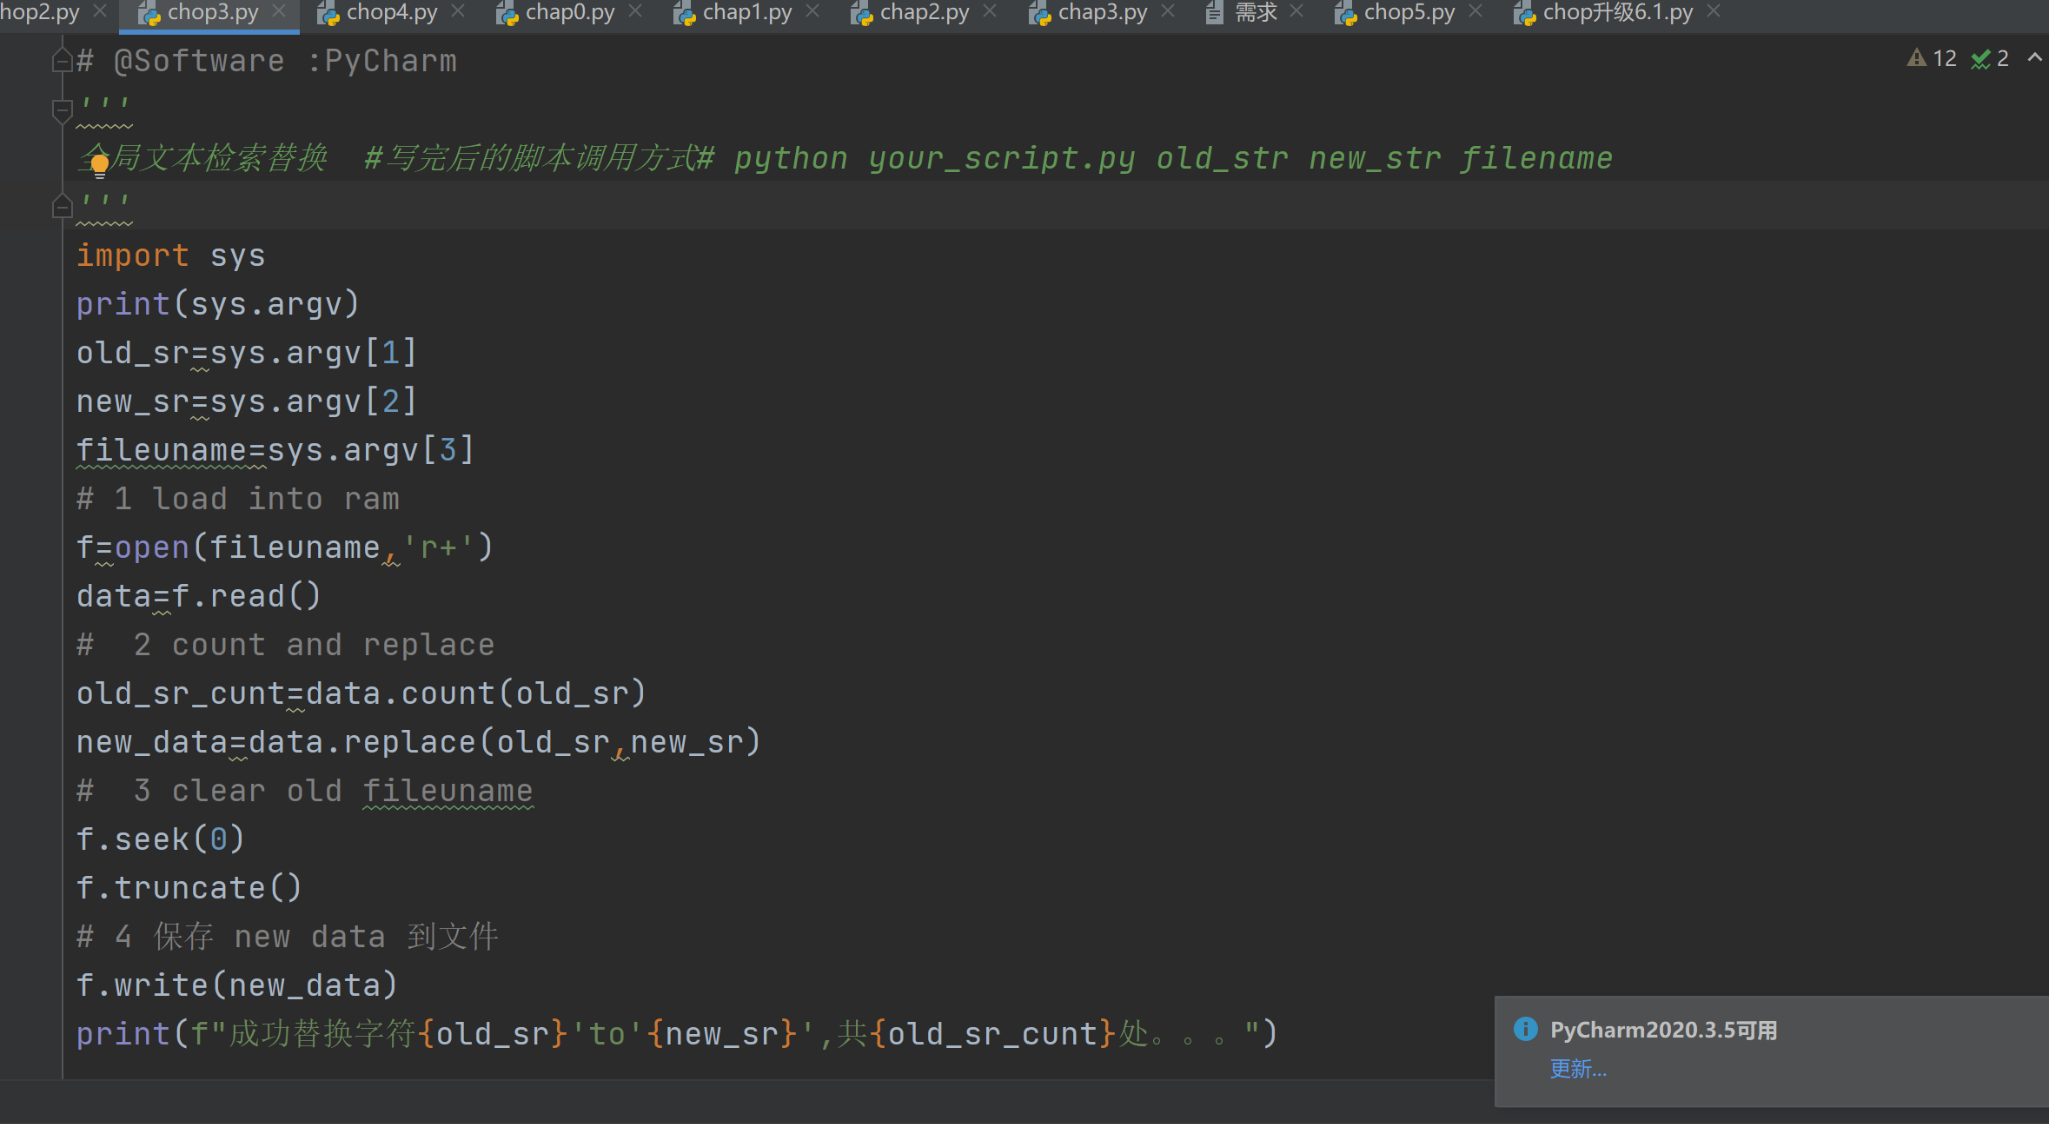 hop2.py chop3.py chop4.py chap0.py chap1.py chap2.py chap3.py 需求 chop5.py chop升级6.1.py
# @Software :PyCharm
12 2
'''
全局文本检索替换  #写完后的脚本调用方式# python your_script.py old_str new_str filename
'''
import sys
print(sys.argv)
old_sr=sys.argv[1]
new_sr=sys.argv[2]
fileuname=sys.argv[3]
# 1 load into ram
f=open(fileuname,'r+')
data=f.read()
#  2 count and replace
old_sr_cunt=data.count(old_sr)
new_data=data.replace(old_sr,new_sr)
#  3 clear old fileuname
f.seek(0)
f.truncate()
# 4 保存 new data 到文件
f.write(new_data)
print(f"成功替换字符{old_sr}'to'{new_sr}',共{old_sr_cunt}处。。。")
PyCharm2020.3.5可用
更新...